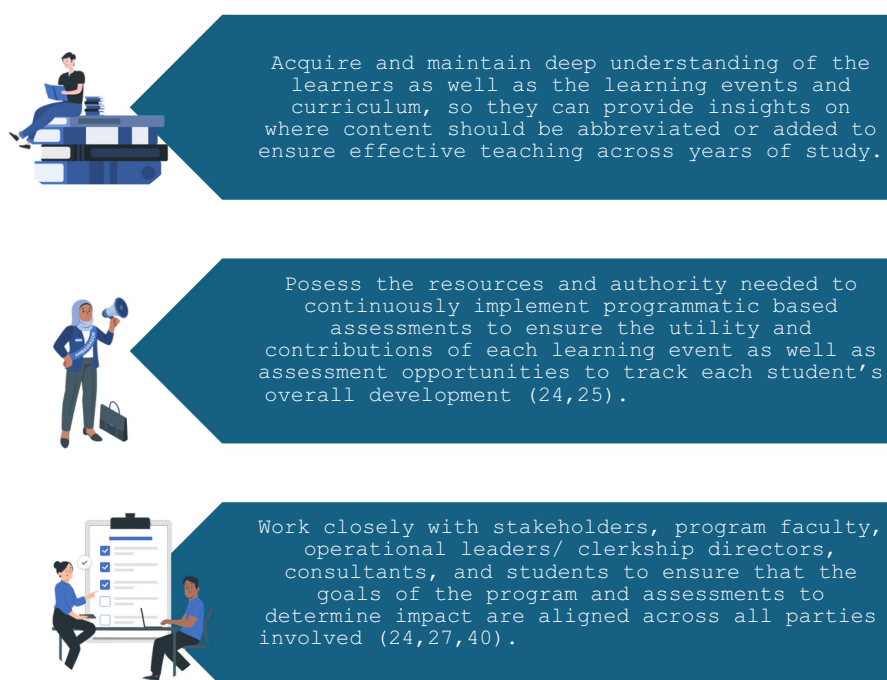 Acquire and maintain deep understanding of the
learners as well as the learning events and
curriculum, so they can provide insights on
where content should be abbreviated or added to
ensure effective teaching across years of study.
Posess the resources and authority needed to
continuously implement programmatic based
assessments to ensure the utility and
contributions of each learning event as well as
assessment opportunities to track each student's
overall development (24,25).
Work closely with stakeholders, program faculty,
operational leaders/ clerkship directors,
consultants, and students to ensure that the
goals of the program and assessments to
determine impact are aligned across all parties
involved (24,27,40).